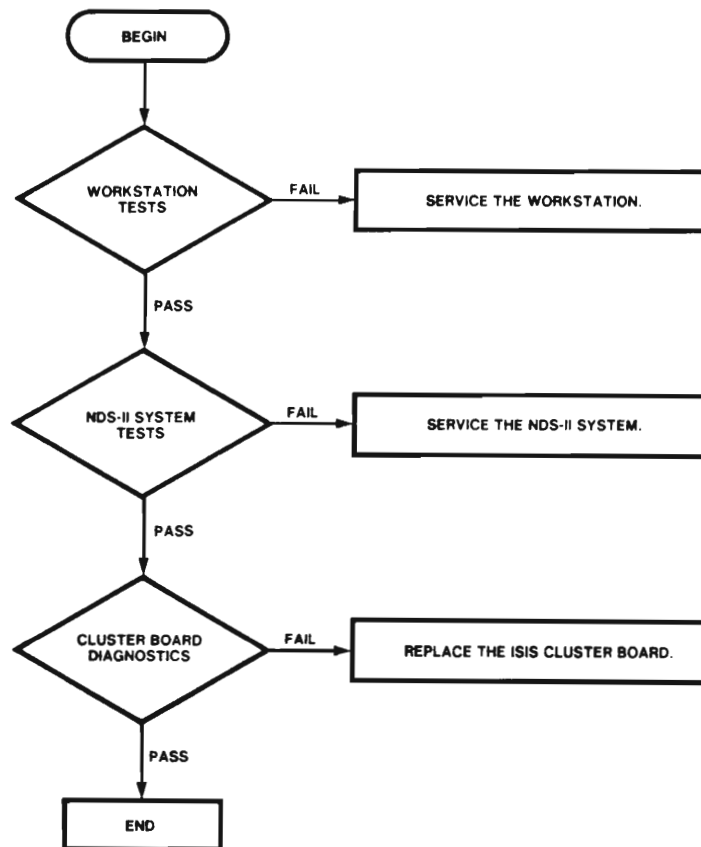 BEGIN
WORKSTATION
TESTS
FAIL
SERVICE THE WORKSTATION.
PASS
NDS-II SYSTEM
TESTS
FAIL
SERVICE THE NDS-II SYSTEM.
PASS
CLUSTER BOARD
DIAGNOSTICS
FAIL
REPLACE THE ISIS CLUSTER BOARD.
PASS
END